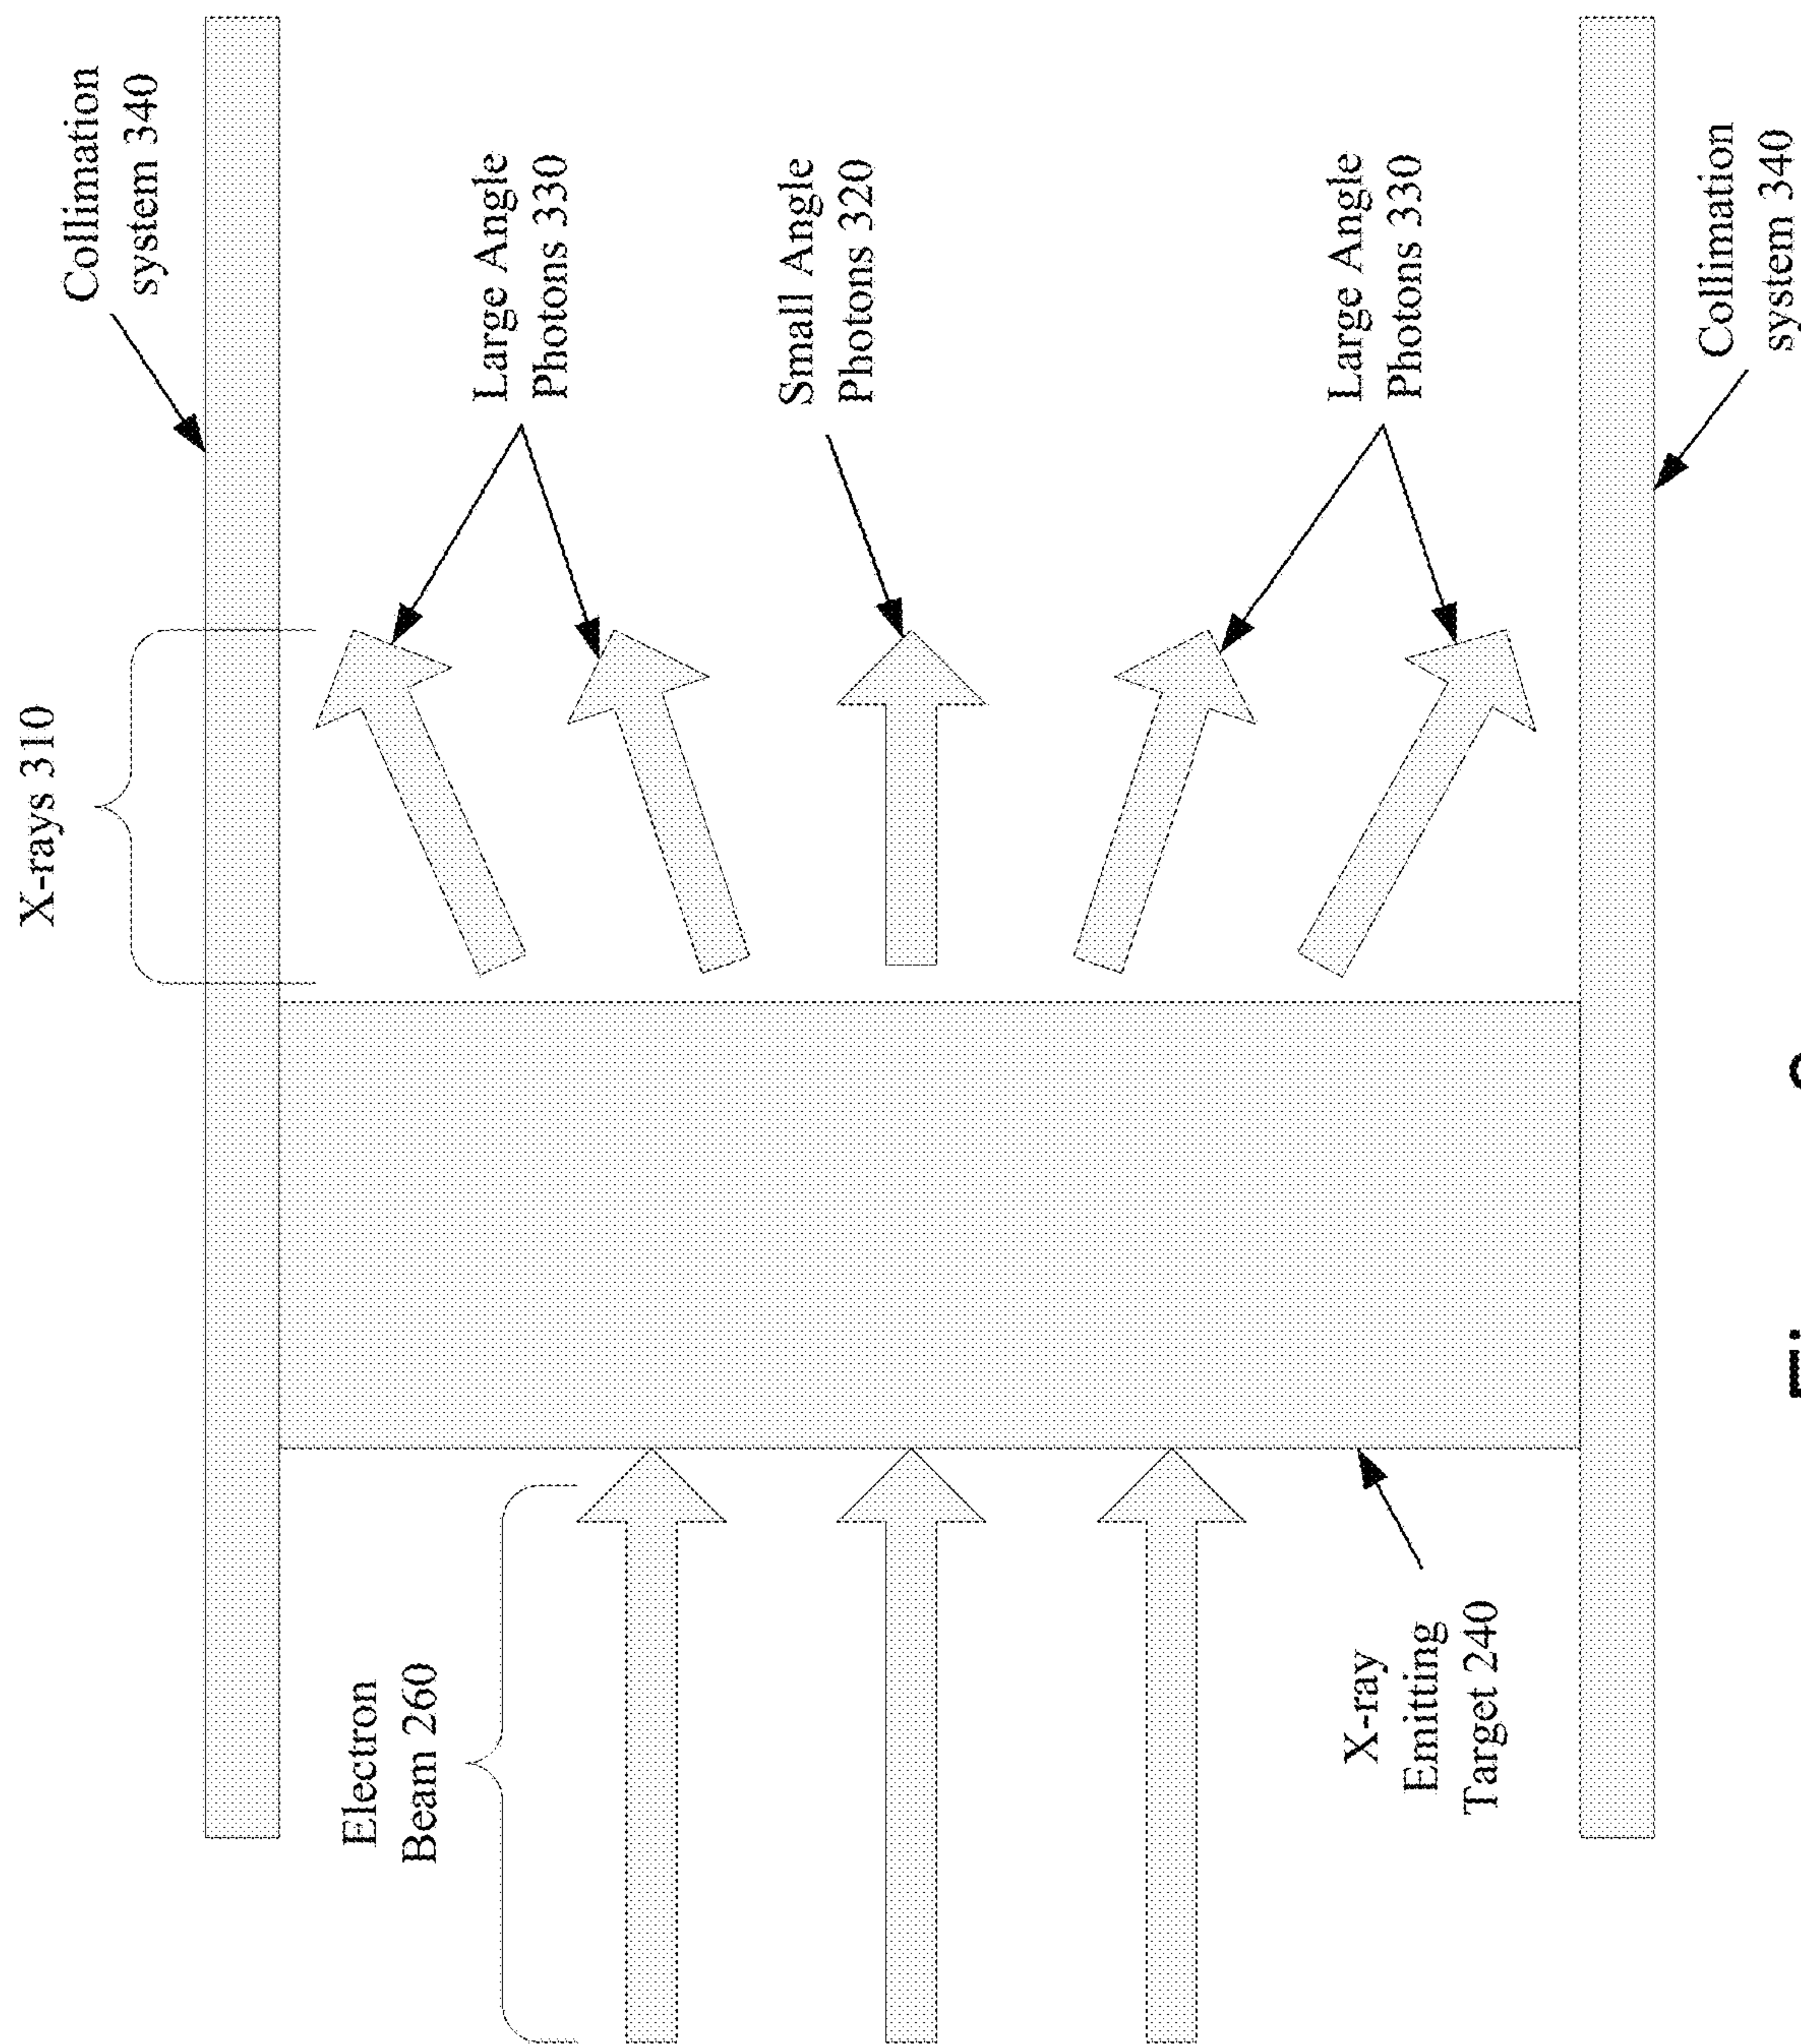 Collimation
system 340
X-rays 310
Large Angle
Photons 330
Small Angle
Photons 320
Electron
Beam 260
Large Angle
Photons 330
X-ray
Emitting
Target 240
Collimation
system 340